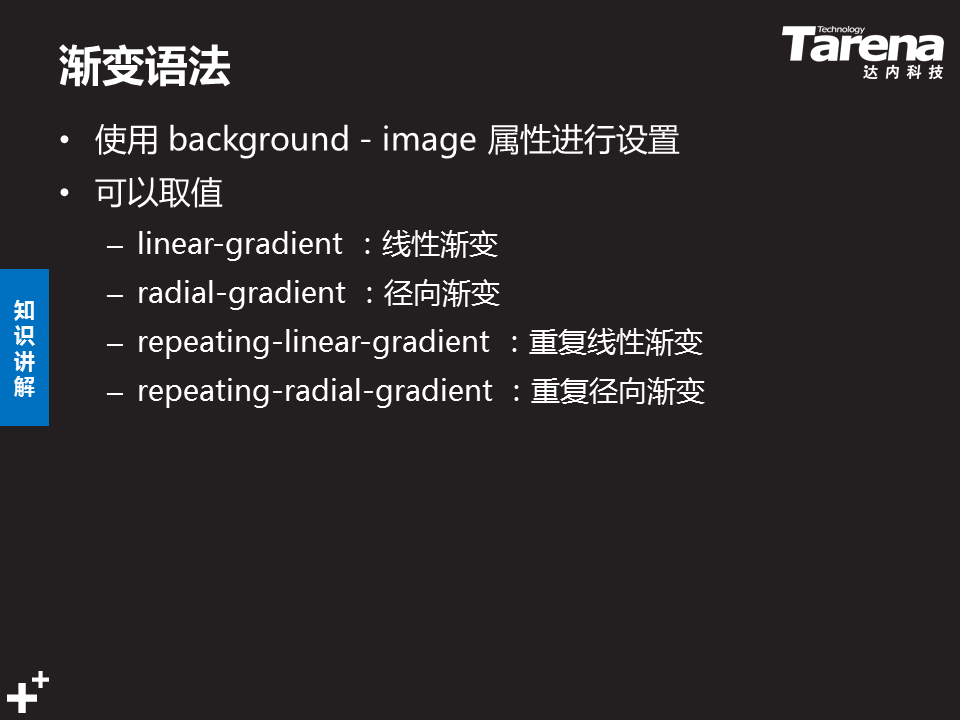 渐变语法
Technology
Tarena
达内科技
• 使用 background - image 属性进行设置
• 可以取值
– linear-gradient ：线性渐变
– radial-gradient ：径向渐变
– repeating-linear-gradient ：重复线性渐变
– repeating-radial-gradient ：重复径向渐变
知
识
讲
解